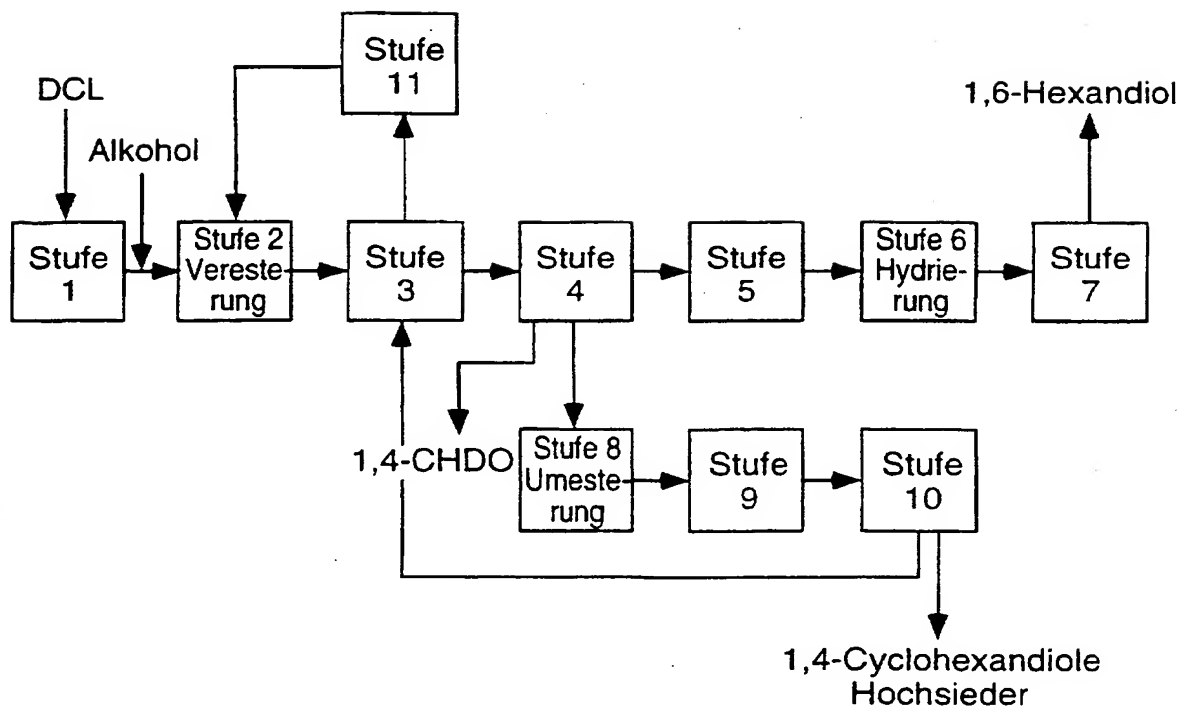 Stufe
11
DCL
1,6-Hexandiol
Alkohol
Stufe
1
Stufe 2
Vereste-
rung
Stufe
3
Stufe
4
Stufe
5
Stufe 6
Hydrie-
rung
Stufe
7
1,4-CHDO
Stufe 8
Umeste-
rung
Stufe
9
Stufe
10
1,4-Cyclohexandiole
Hochsieder